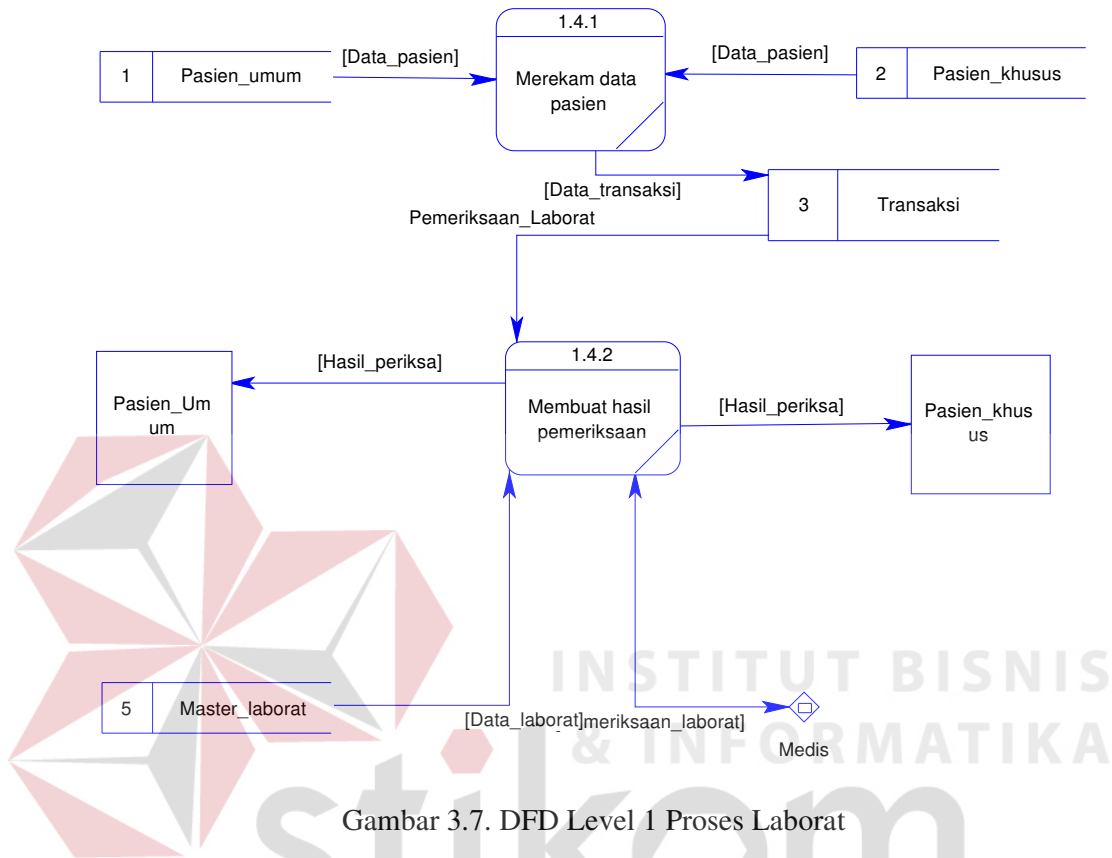 1.4.1
[Data_pasien]
[Data_pasien]
1
Pasien_umum
Merekam data
pasien
2
Pasien_khusus
[Data_transaksi]
3
Transaksi
Pemeriksaan_Laborat
1.4.2
[Hasil_periksa]
Pasien_Um
um
Membuat hasil
pemeriksaan
[Hasil_periksa]
Pasien_khus
us
INSTITUT BISNIS
5
Master_laborat
[Data_laborat]
meriksaan_laborat]
& INFORMATIKA
Medis
stikom
Gambar 3.7. DFD Level 1 Proses Laborat